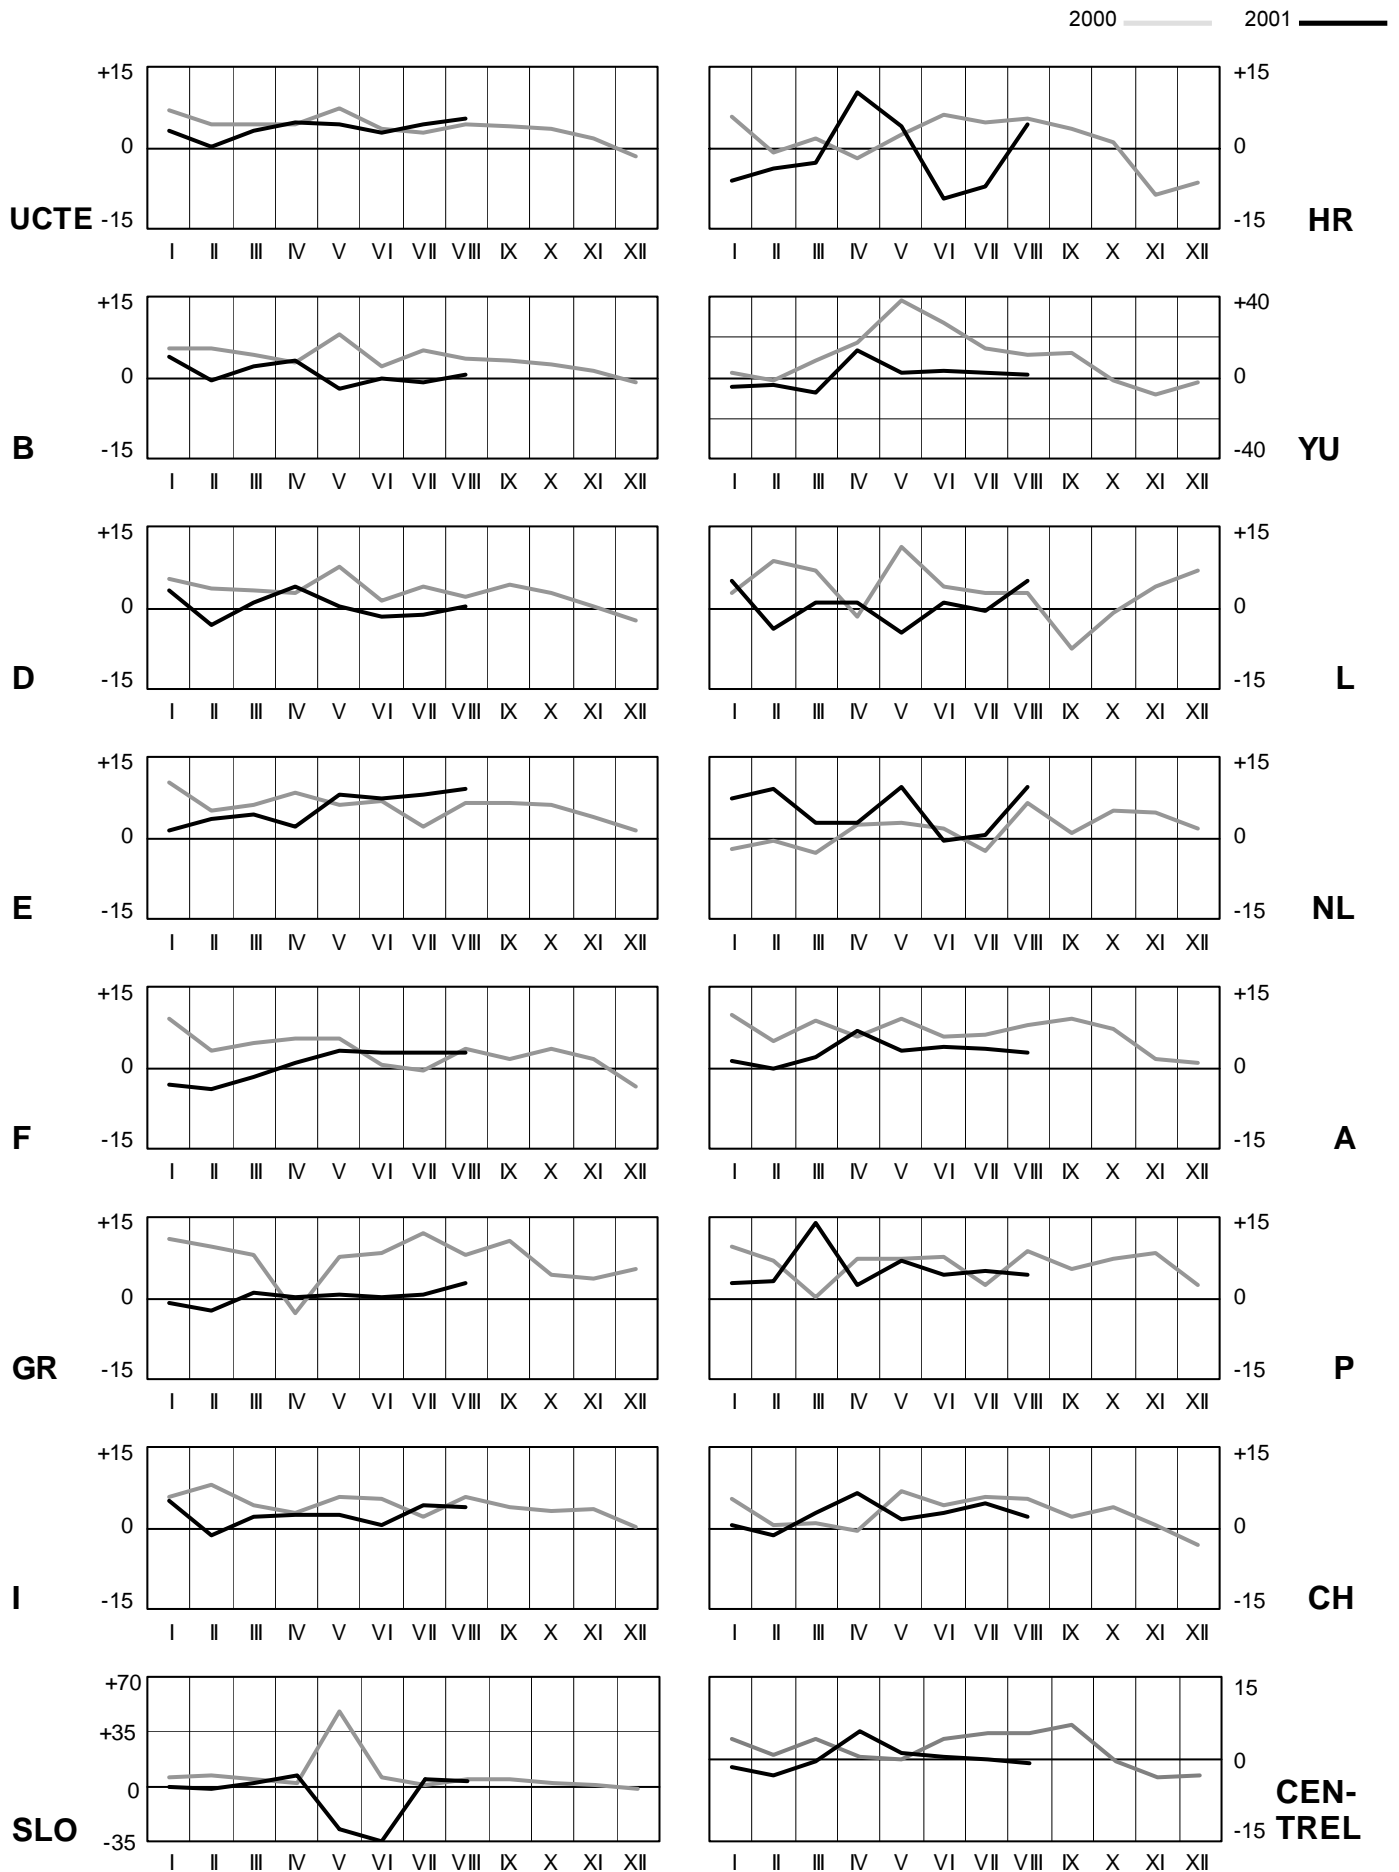 2000 2001
+15 +15
0 0
UCTE -15 -15 HR
I II III IV V VI VII VIII IX X XI XII I II III IV V VI VII VIII IX X XI XII
+15 +40
0 0
B -15 -40 YU
I II III IV V VI VII VIII IX X XI XII I II III IV V VI VII VIII IX X XI XII
+15 +15
0 0
D -15 -15 L
I II III IV V VI VII VIII IX X XI XII I II III IV V VI VII VIII IX X XI XII
+15 +15
0 0
E -15 -15 NL
I II III IV V VI VII VIII IX X XI XII I II III IV V VI VII VIII IX X XI XII
+15 +15
0 0
F -15 -15 A
I II III IV V VI VII VIII IX X XI XII I II III IV V VI VII VIII IX X XI XII
+15 +15
0 0
GR -15 -15 P
I II III IV V VI VII VIII IX X XI XII I II III IV V VI VII VIII IX X XI XII
+15 +15
0 0
I -15 -15 CH
I II III IV V VI VII VIII IX X XI XII I II III IV V VI VII VIII IX X XI XII
+70 15
+35
0 0
CEN-
SLO -35 -15 TREL
I II III IV V VI VII VIII IX X XI XII I II III IV V VI VII VIII IX X XI XII